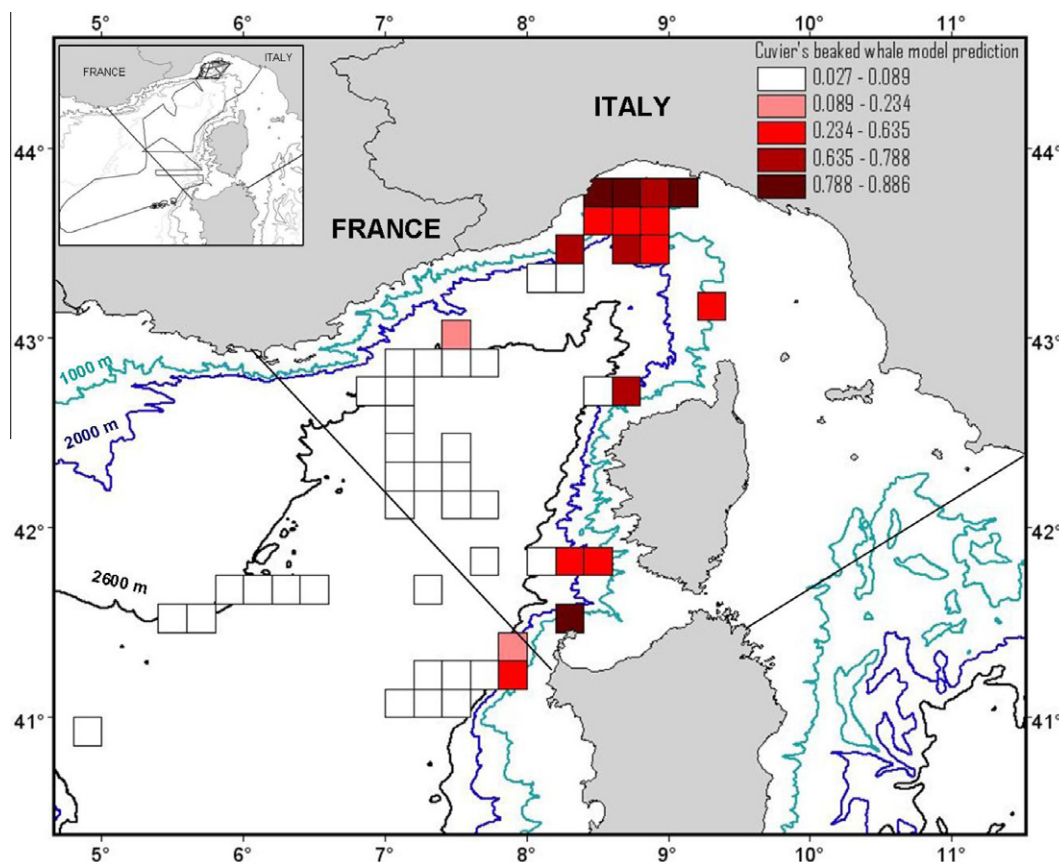 5° 6° 7° 8° 9° 10° 11°
FRANCE ITALY
Cuvier's beaked whale model prediction
0.027 - 0.089
0.089 - 0.234
0.234 - 0.635
0.635 - 0.788
0.788 - 0.886
ITALY
FRANCE
44° 44°
43° 43°
1000 m
2000 m
42° 42°
2600 m
41° 41°
5° 6° 7° 8° 9° 10° 11°